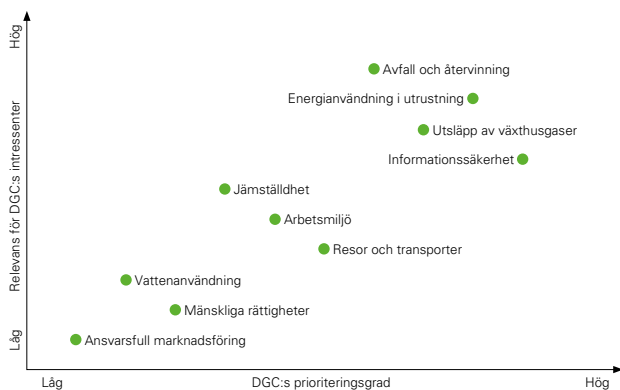 Hög
Relevans för DGC:s intressenter
Låg
Avfall och återvinning
Energianvändning i utrustning
Utsläpp av växthusgaser
Informationssäkerhet
Jämställdhet
Arbetsmiljö
Resor och transporter
Vattenanvändning
Mänskliga rättigheter
Ansvarsfull marknadsföring
Låg
DGC:s prioriteringsgrad
Hög